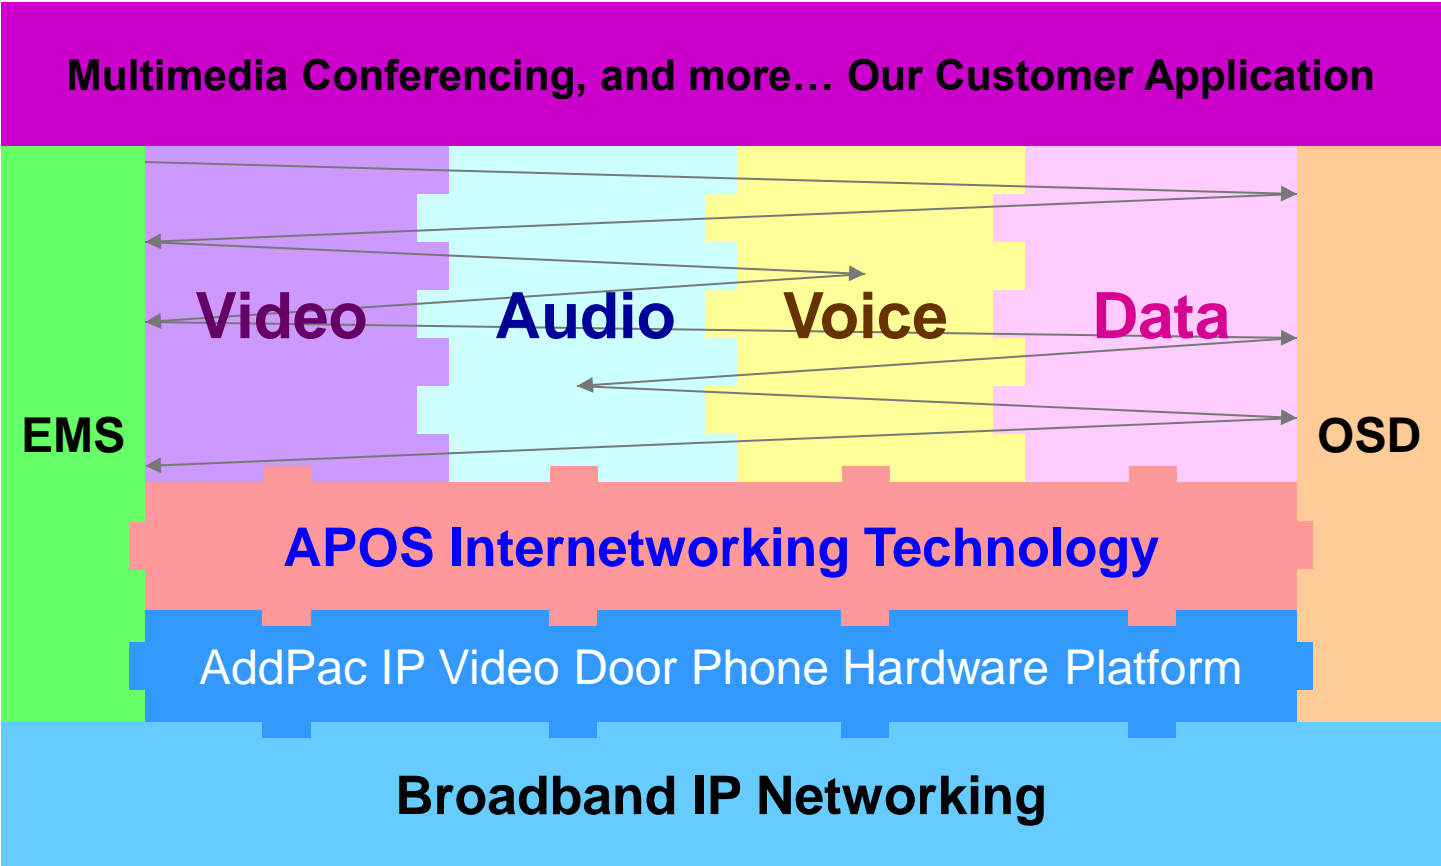 Multimedia Conferencing, and more… Our Customer Application
Video Audio Voice Data
EMS OSD
APOS Internetworking Technology
AddPac IP Video Door Phone Hardware Platform
Broadband IP Networking